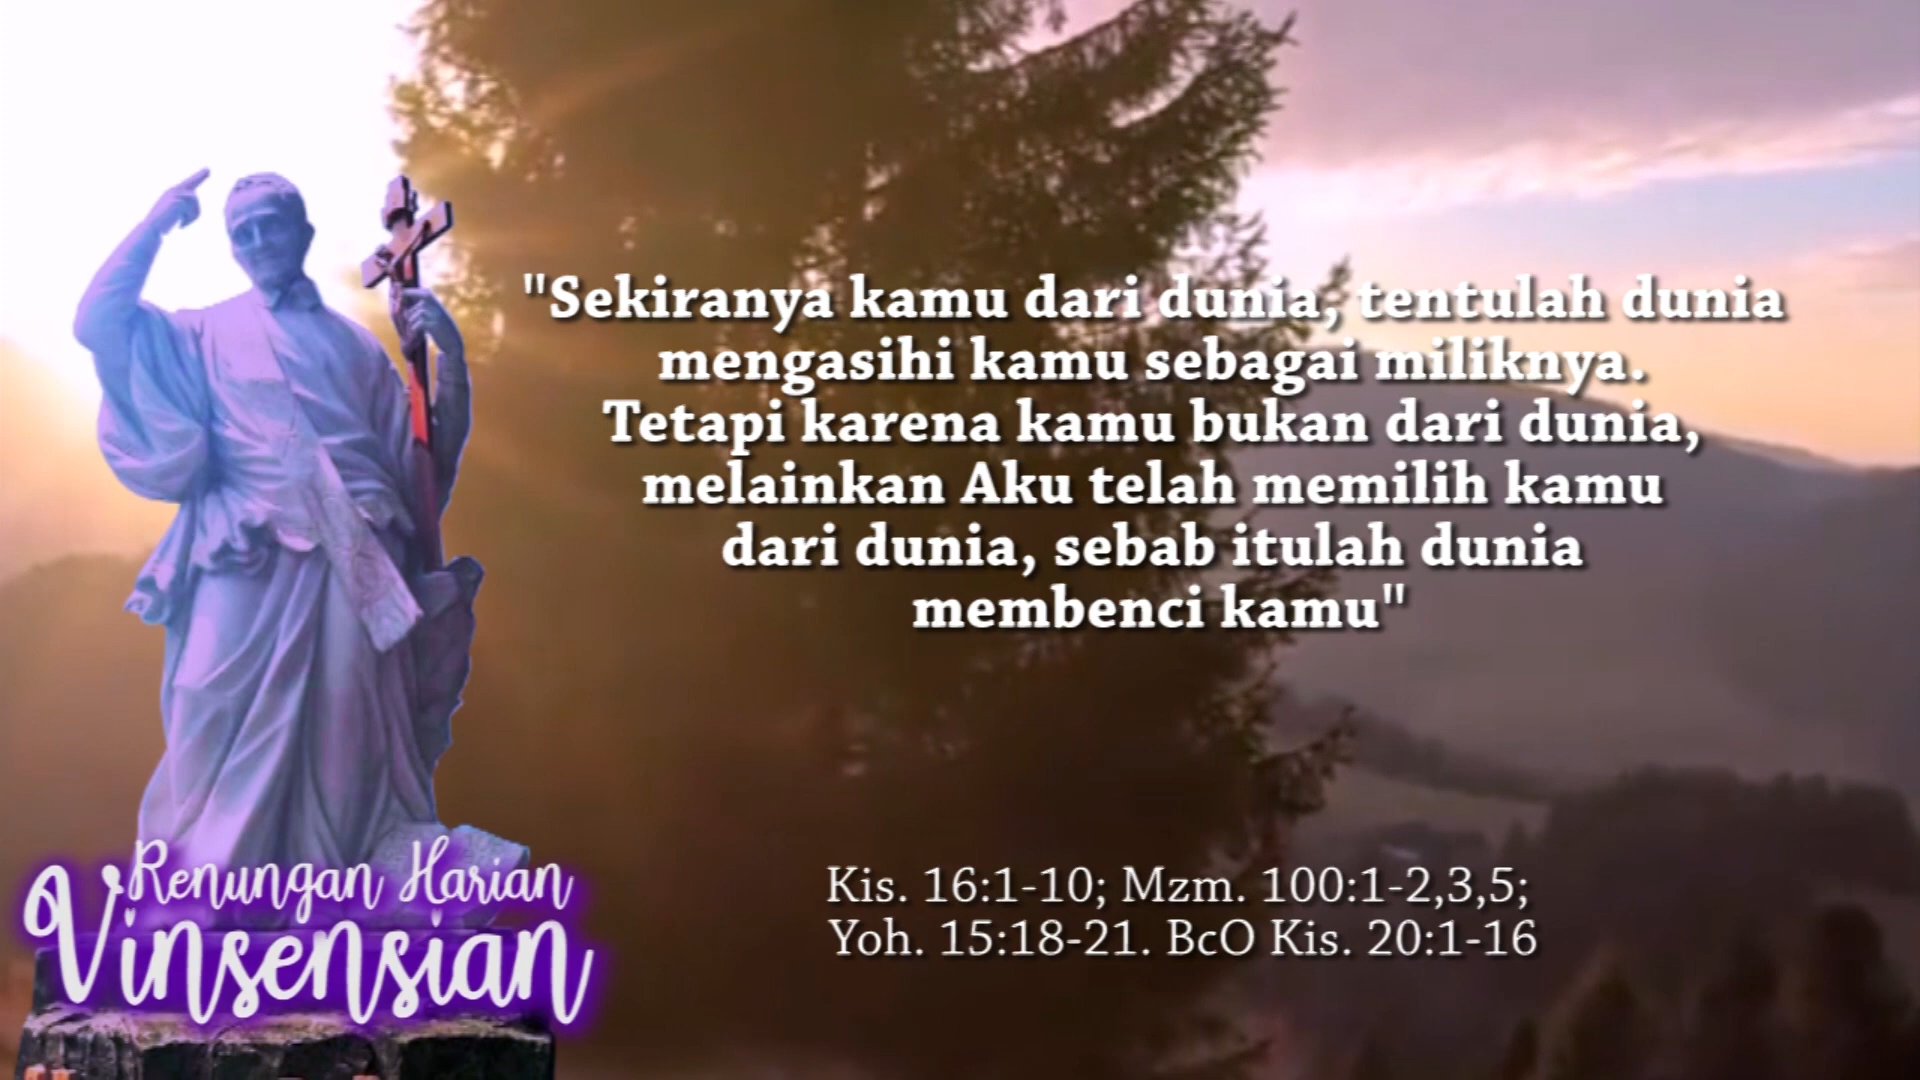 "Sekiranya kamu dari dunia, tentulah dunia
mengasihi kamu sebagai miliknya.
Tetapi karena kamu bukan dari dunia,
melainkan Aku telah memilih kamu
dari dunia, sebab itulah dunia
membenci kamu"
Renungan Harian
Vinsensian
Kis. 16:1-10; Mzm. 100:1-2,3,5;
Yoh. 15:18-21. BcO Kis. 20:1-16